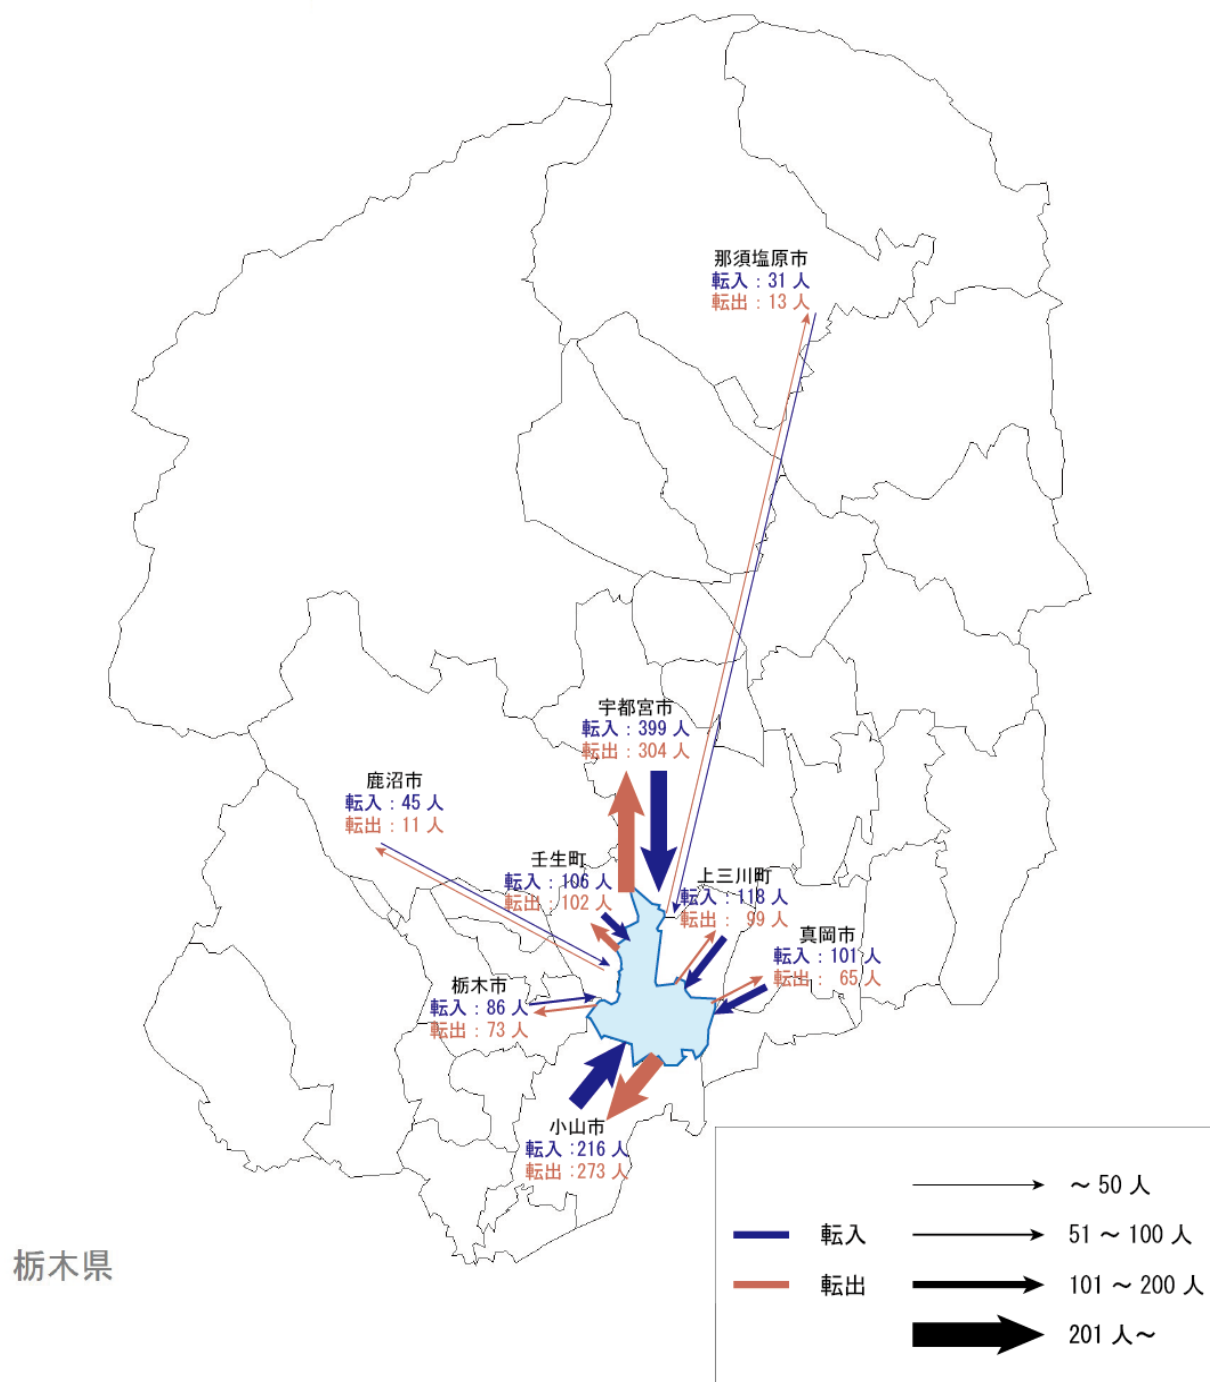 那須塩原市
転入：31 人
転出：13 人
宇都宮市
転入：399 人
転出：304 人
鹿沼市
転入：45 人
転出：11 人
壬生町
転入：106 人
転出：102 人
上三川町
転入：118 人
転出： 99 人
真岡市
転入：101 人
転出： 65 人
栃木市
転入：86 人
転出：73 人
小山市
転入：216 人
転出：273 人
栃木県
転入
転出
～ 50 人
51 ～ 100 人
101 ～ 200 人
201 人～